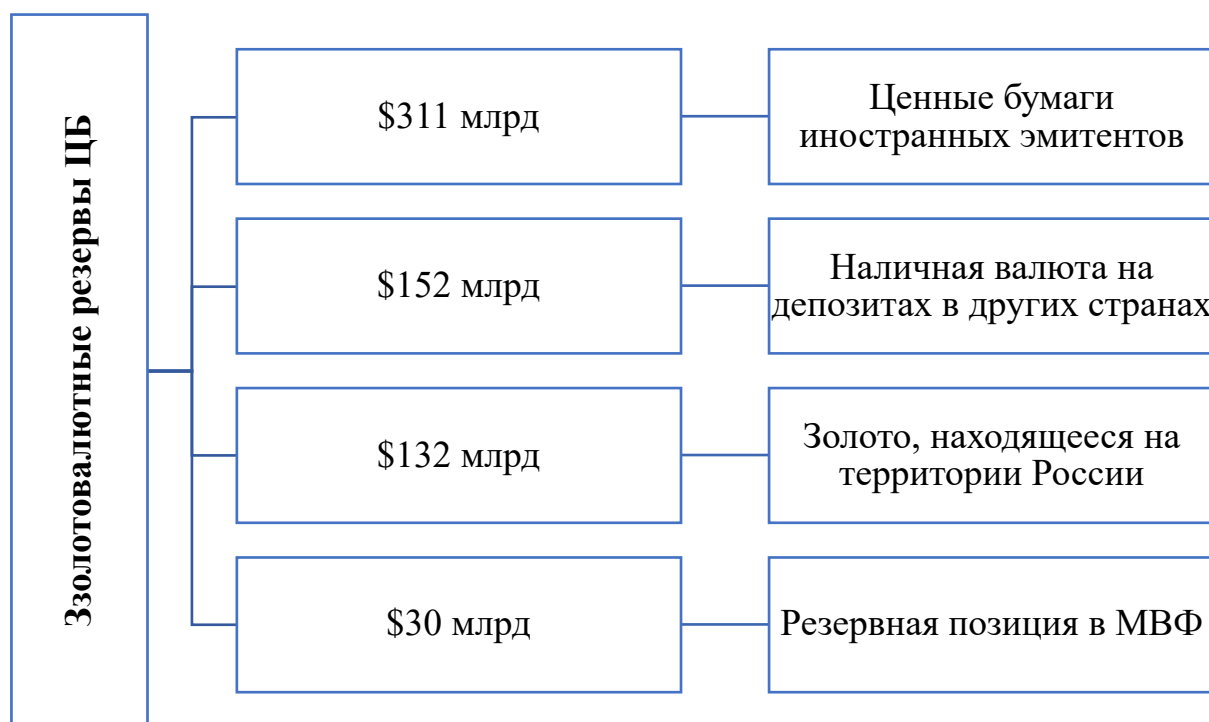 Ззолотовалютные резервы ЦБ
$311 млрд
Ценные бумаги
иностранных эмитентов
$152 млрд
Наличная валюта на
депозитах в других странах
$132 млрд
Золото, находящееся на
территории России
$30 млрд
Резервная позиция в МВФ